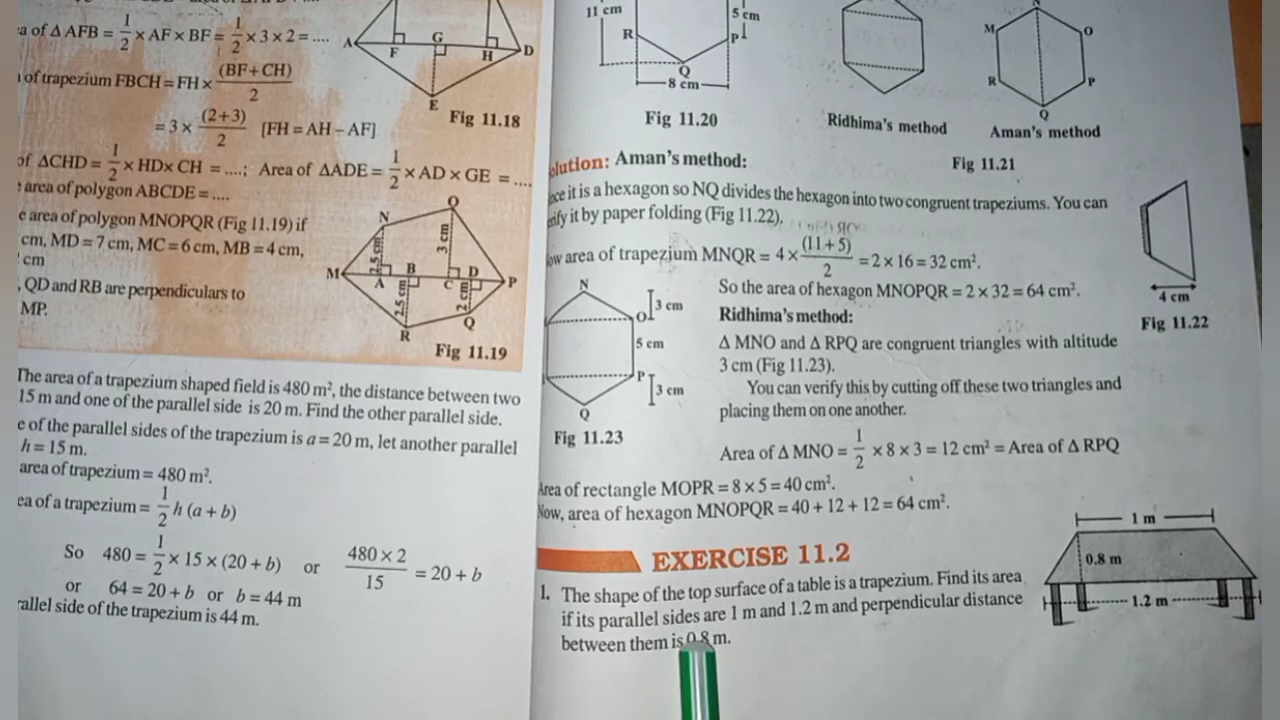 a of Δ AFB = 1/2 × AF × BF = 1/2 × 3 × 2 = ....
of trapezium FBCH = FH × (BF + CH)/2
= 3 × (2 + 3)/2 [FH = AH – AF]
of ΔCHD = 1/2 × HD× CH = ....; Area of ΔADE = 1/2 × AD × GE = ....
area of polygon ABCDE = ....
A
F
G
H
D
E
Fig 11.18
e area of polygon MNOPQR (Fig 11.19) if
cm, MD = 7 cm, MC = 6 cm, MB = 4 cm,
cm
, QD and RB are perpendiculars to
MP.
N
O
M
A
B
C
D
P
R
Q
2.5 cm
3 cm
2.5 cm
2 cm
Fig 11.19
The area of a trapezium shaped field is 480 m², the distance between two
15 m and one of the parallel side is 20 m. Find the other parallel side.
e of the parallel sides of the trapezium is a = 20 m, let another parallel
h = 15 m.
area of trapezium = 480 m².
ea of a trapezium = 1/2 h (a + b)
So 480 = 1/2 × 15 × (20 + b) or 480 × 2/15 = 20 + b
or 64 = 20 + b or b = 44 m
rallel side of the trapezium is 44 m.
11 cm
R
5 cm
P
Q
8 cm
Fig 11.20
Ridhima's method
M
N
O
R
P
Q
Aman's method
Fig 11.21
olution: Aman's method:
ce it is a hexagon so NQ divides the hexagon into two congruent trapeziums. You can
ify it by paper folding (Fig 11.22).
ow area of trapezium MNQR = 4 × (11 + 5)/2 = 2 × 16 = 32 cm².
So the area of hexagon MNOPQR = 2 × 32 = 64 cm².
4 cm
Fig 11.22
Ridhima's method:
Δ MNO and Δ RPQ are congruent triangles with altitude
3 cm (Fig 11.23).
You can verify this by cutting off these two triangles and
placing them on one another.
N
O
3 cm
5 cm
P
3 cm
Q
Fig 11.23
Area of Δ MNO = 1/2 × 8 × 3 = 12 cm² = Area of Δ RPQ
Area of rectangle MOPR = 8 × 5 = 40 cm².
Now, area of hexagon MNOPQR = 40 + 12 + 12 = 64 cm².
EXERCISE 11.2
1. The shape of the top surface of a table is a trapezium. Find its area
if its parallel sides are 1 m and 1.2 m and perpendicular distance
between them is 0.8 m.
1 m
0.8 m
1.2 m